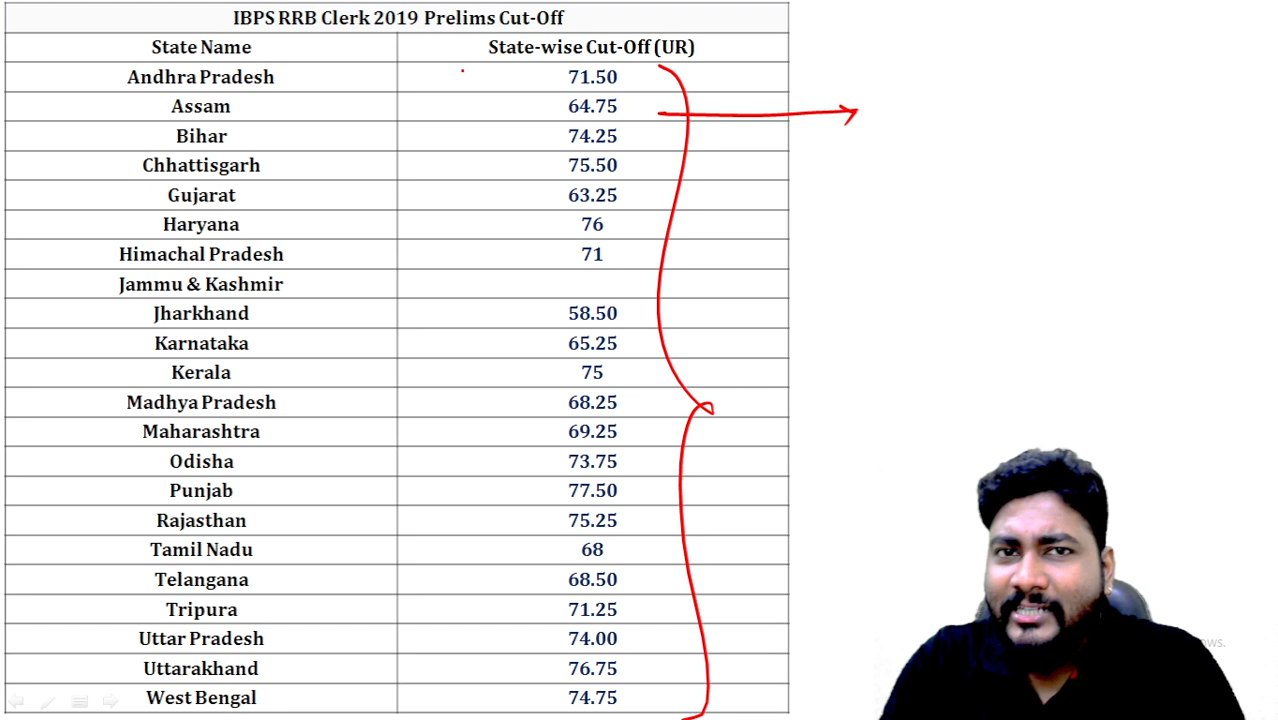 IBPS RRB Clerk 2019 Prelims Cut-Off
State Name State-wise Cut-Off (UR)
Andhra Pradesh 71.50
Assam 64.75
Bihar 74.25
Chhattisgarh 75.50
Gujarat 63.25
Haryana 76
Himachal Pradesh 71
Jammu & Kashmir
Jharkhand 58.50
Karnataka 65.25
Kerala 75
Madhya Pradesh 68.25
Maharashtra 69.25
Odisha 73.75
Punjab 77.50
Rajasthan 75.25
Tamil Nadu 68
Telangana 68.50
Tripura 71.25
Uttar Pradesh 74.00
Uttarakhand 76.75
West Bengal 74.75